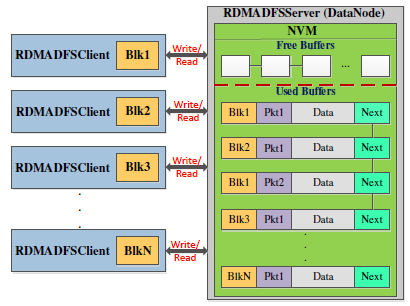 RDMADFSServer (DataNode)
NVM
Free Buffers
...
Used Buffers
RDMADFSClient Blk1
Write/
Read
RDMADFSClient Blk2
Write/
Read
RDMADFSClient Blk3
Write/
Read
.
.
.
RDMADFSClient BlkN
Write/
Read
Blk1 Pkt1 Data Next
Blk2 Pkt1 Data Next
Blk1 Pkt2 Data Next
Blk3 Pkt1 Data Next
.
.
.
BlkN Pkt1 Data Next